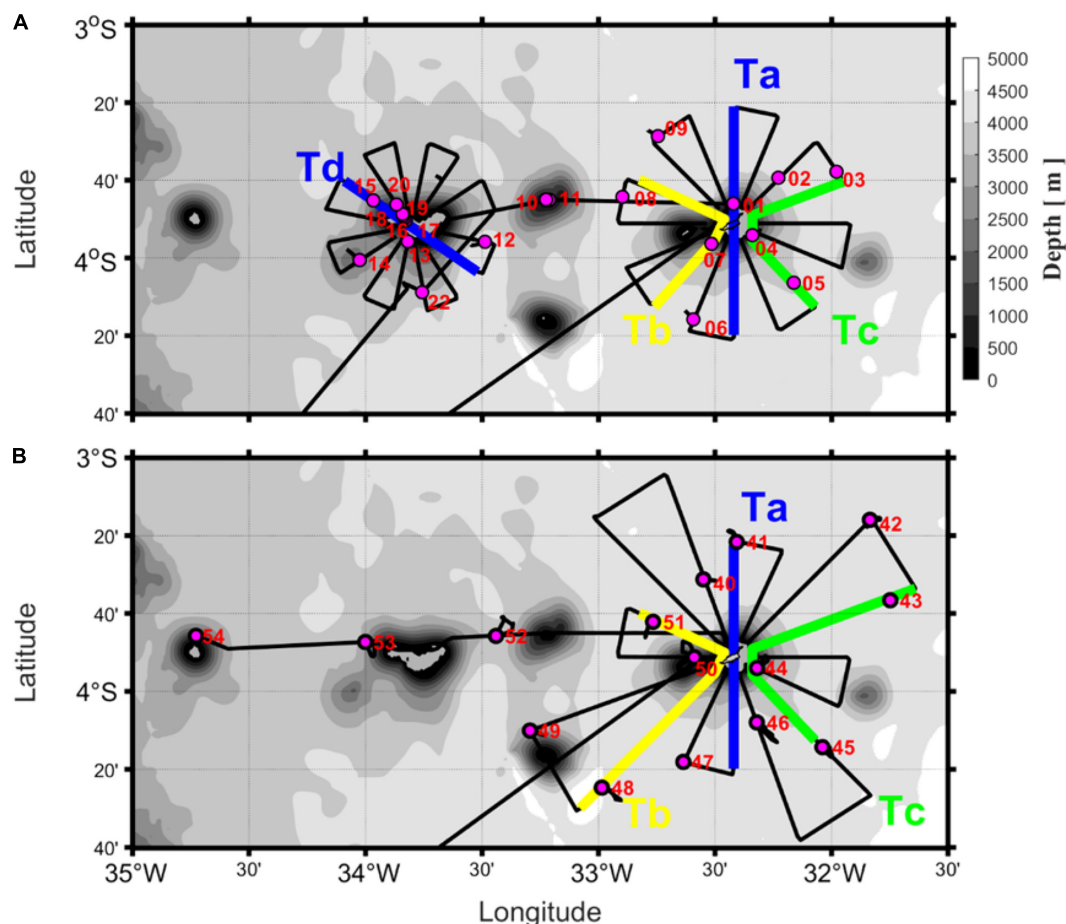 A
3°S
20'
40'
4°S
20'
40'
Latitude
Ta
Td
Tb
Tc
09
02
03
08
01
04
07
05
06
15
20
19
18
16
17
13
14
22
12
10
11
5000
4500
4000
3500
3000
2500
2000
1500
1000
500
0
Depth [ m ]
B
3°S
20'
40'
4°S
20'
40'
Latitude
Ta
Tb
Tc
42
41
40
43
51
54
53
52
50
44
46
49
45
47
48
35°W
30'
34°W
30'
33°W
30'
32°W
30'
Longitude